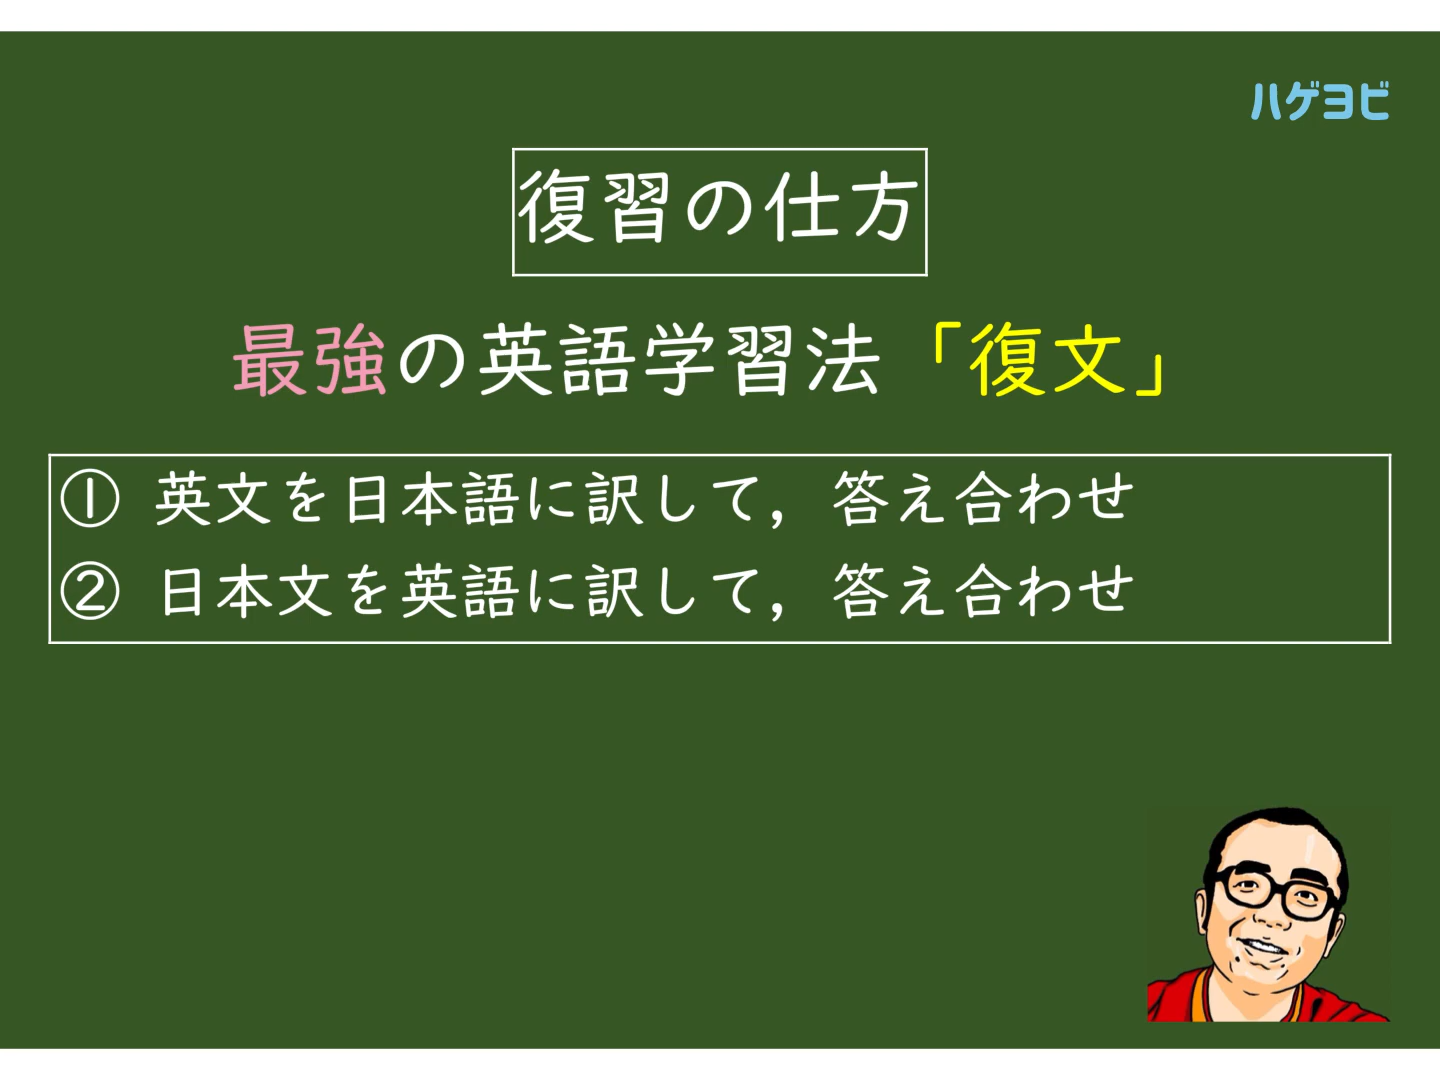 ハゲヨビ
復習の仕方
最強の英語学習法「復文」
① 英文を日本語に訳して，答え合わせ
② 日本文を英語に訳して，答え合わせ